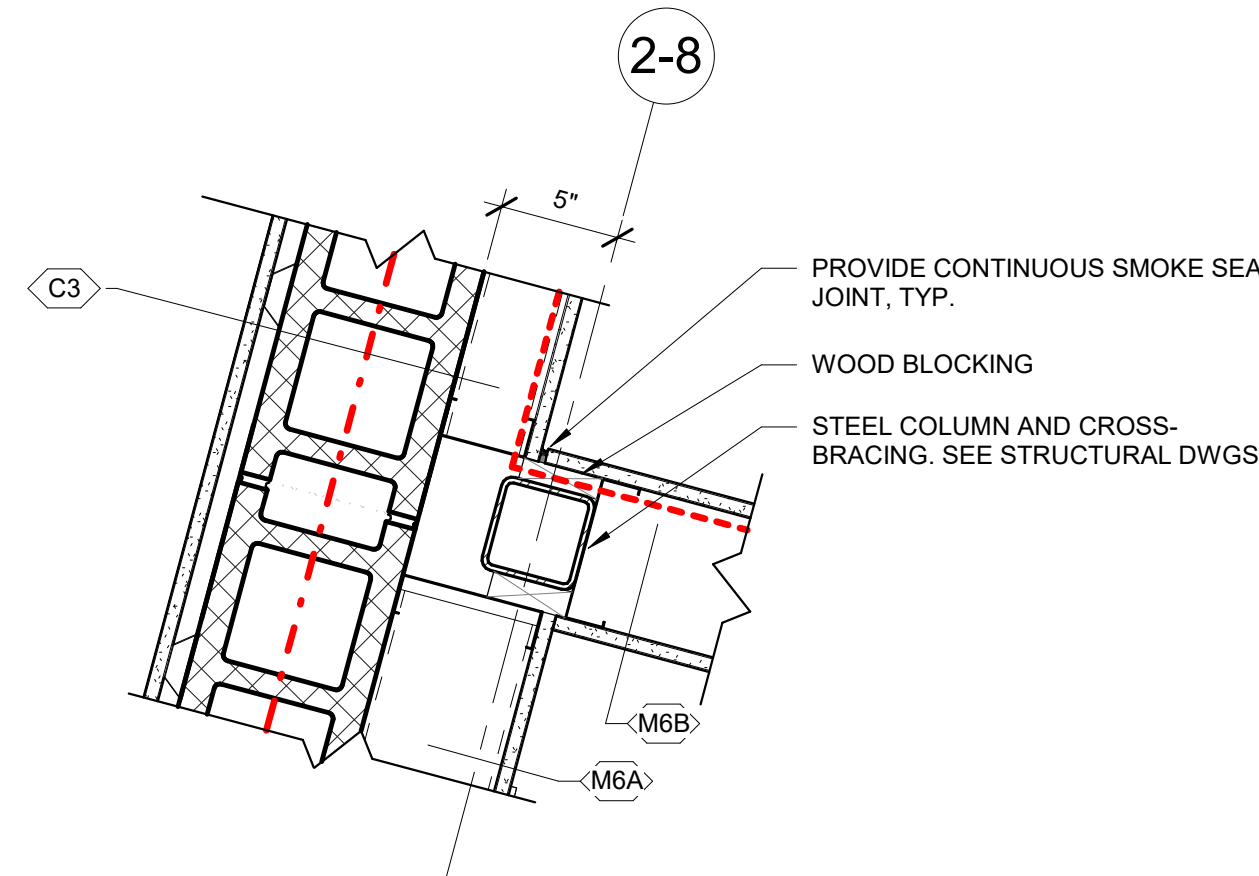 2-8
5"
C3
PROVIDE CONTINUOUS SMOKE SEA
JOINT, TYP.
WOOD BLOCKING
STEEL COLUMN AND CROSS-
BRACING. SEE STRUCTURAL DWGS
M6B
M6A